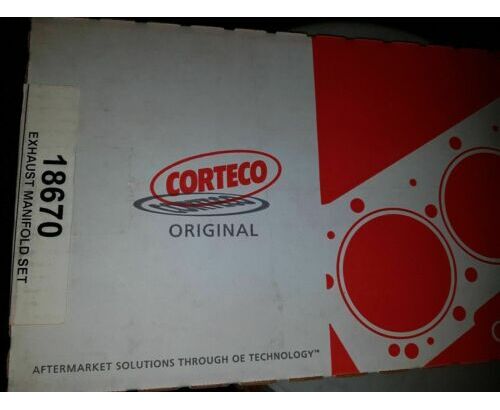 18670
EXHAUST MANIFOLD SET
CORTECO
ORIGINAL
AFTERMARKET SOLUTIONS THROUGH OE TECHNOLOGY™